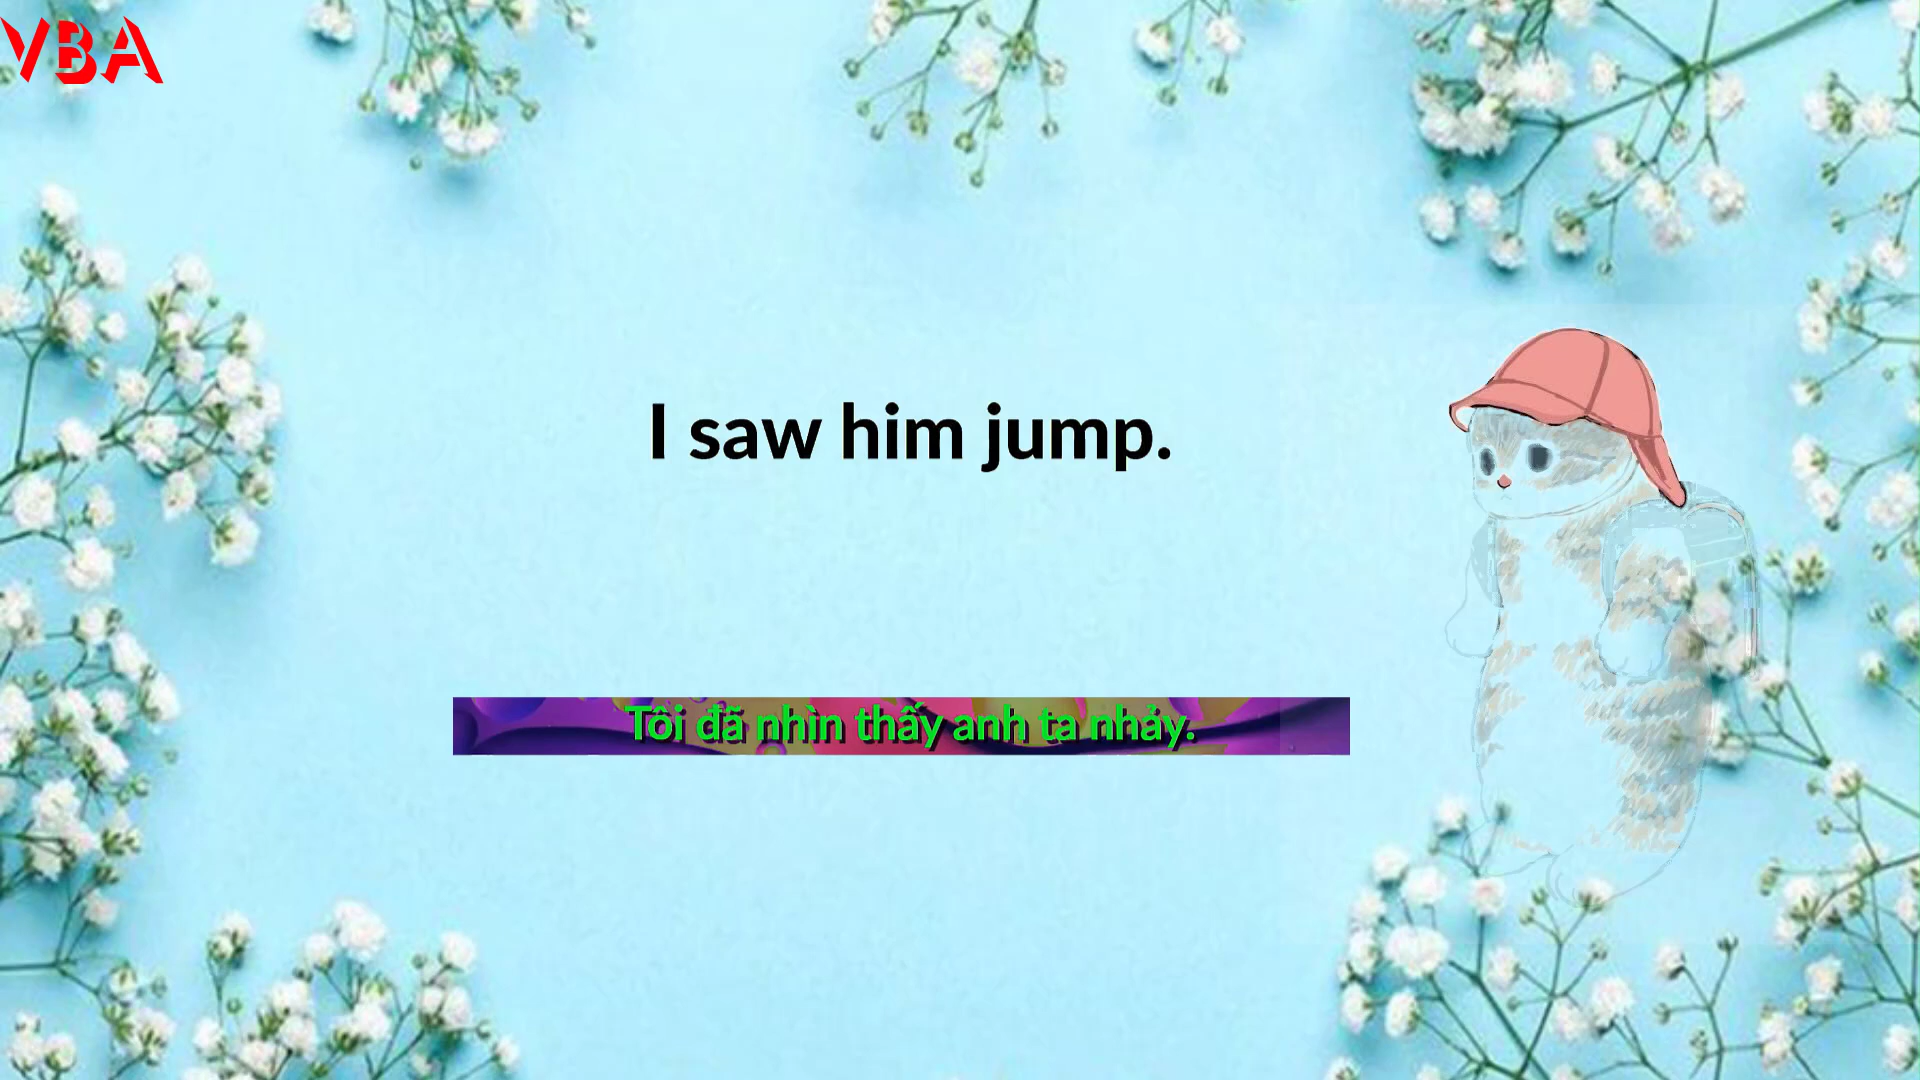 VBA
I saw him jump.
Tôi đã nhìn thấy anh ta nhảy.